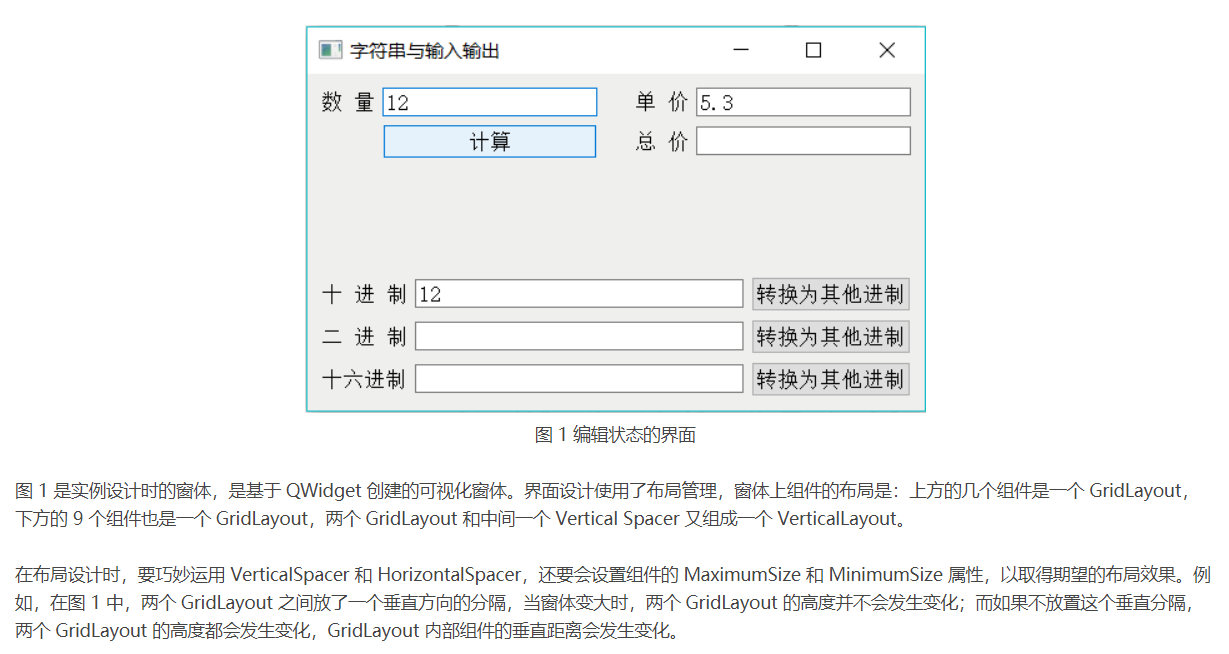 字符串与输入输出
数 量 12 单 价 5.3
计算 总 价
十 进 制 12 转换为其他进制
二 进 制 转换为其他进制
十六进制 转换为其他进制
图 1 编辑状态的界面
图 1 是实例设计时的窗体，是基于 QWidget 创建的可视化窗体。界面设计使用了布局管理，窗体上组件的布局是：上方的几个组件是一个 GridLayout，
下方的 9 个组件也是一个 GridLayout，两个 GridLayout 和中间一个 Vertical Spacer 又组成一个 VerticalLayout。
在布局设计时，要巧妙运用 VerticalSpacer 和 HorizontalSpacer，还要会设置组件的 MaximumSize 和 MinimumSize 属性，以取得期望的布局效果。例
如，在图 1 中，两个 GridLayout 之间放了一个垂直方向的分隔，当窗体变大时，两个 GridLayout 的高度并不会发生变化；而如果不放置这个垂直分隔，
两个 GridLayout 的高度都会发生变化，GridLayout 内部组件的垂直距离会发生变化。